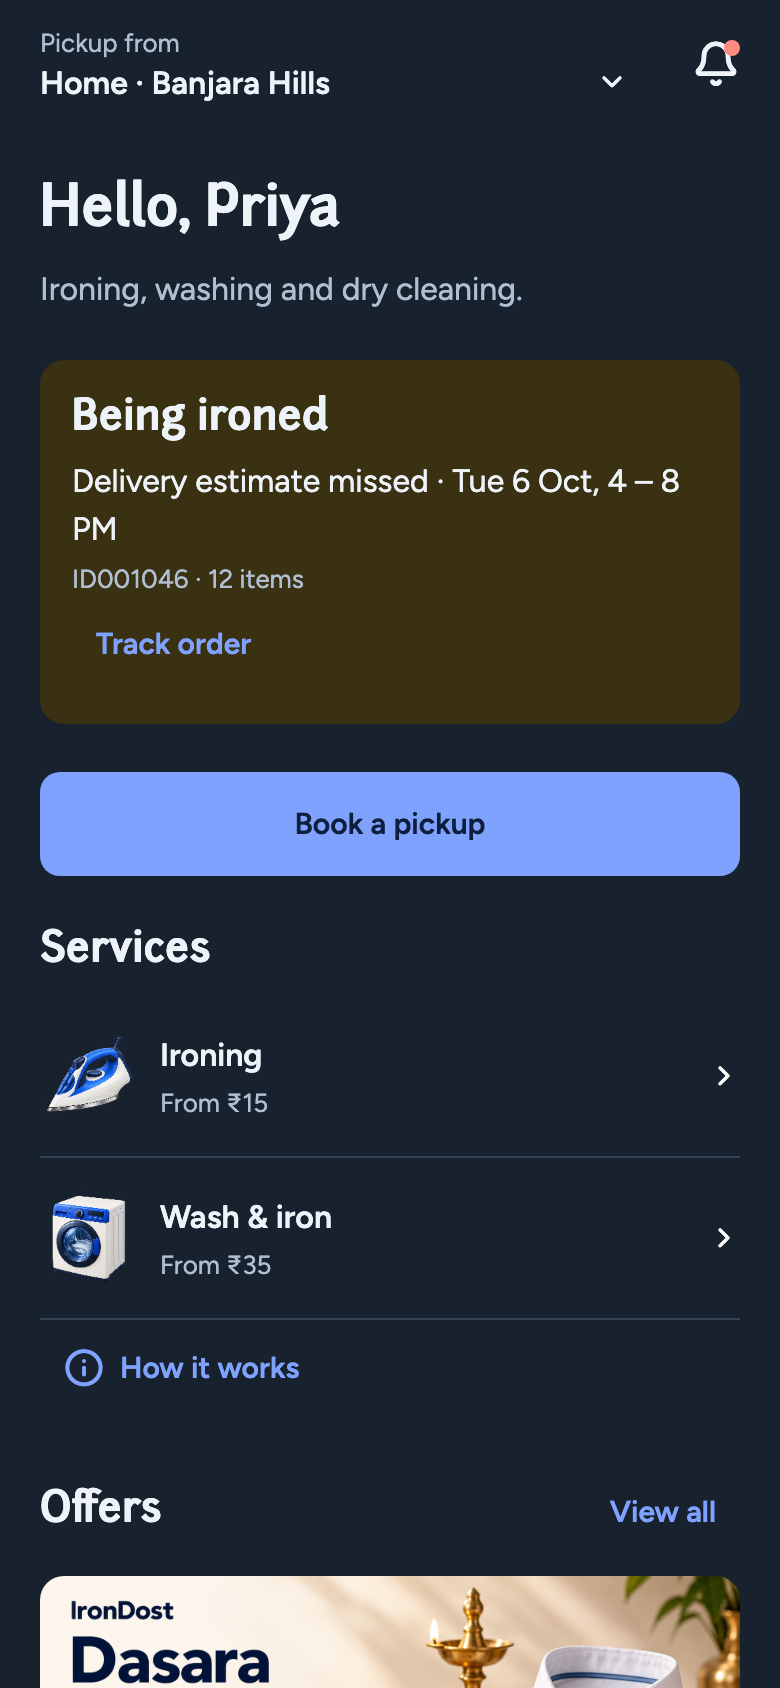 Pickup from
Home · Banjara Hills
Hello, Priya
Ironing, washing and dry cleaning.
Being ironed
Delivery estimate missed · Tue 6 Oct, 4 – 8
PM
ID001046 · 12 items
Track order
Book a pickup
Services
Ironing
From ₹15
Wash & iron
From ₹35
How it works
Offers
View all
IronDost
Dasara